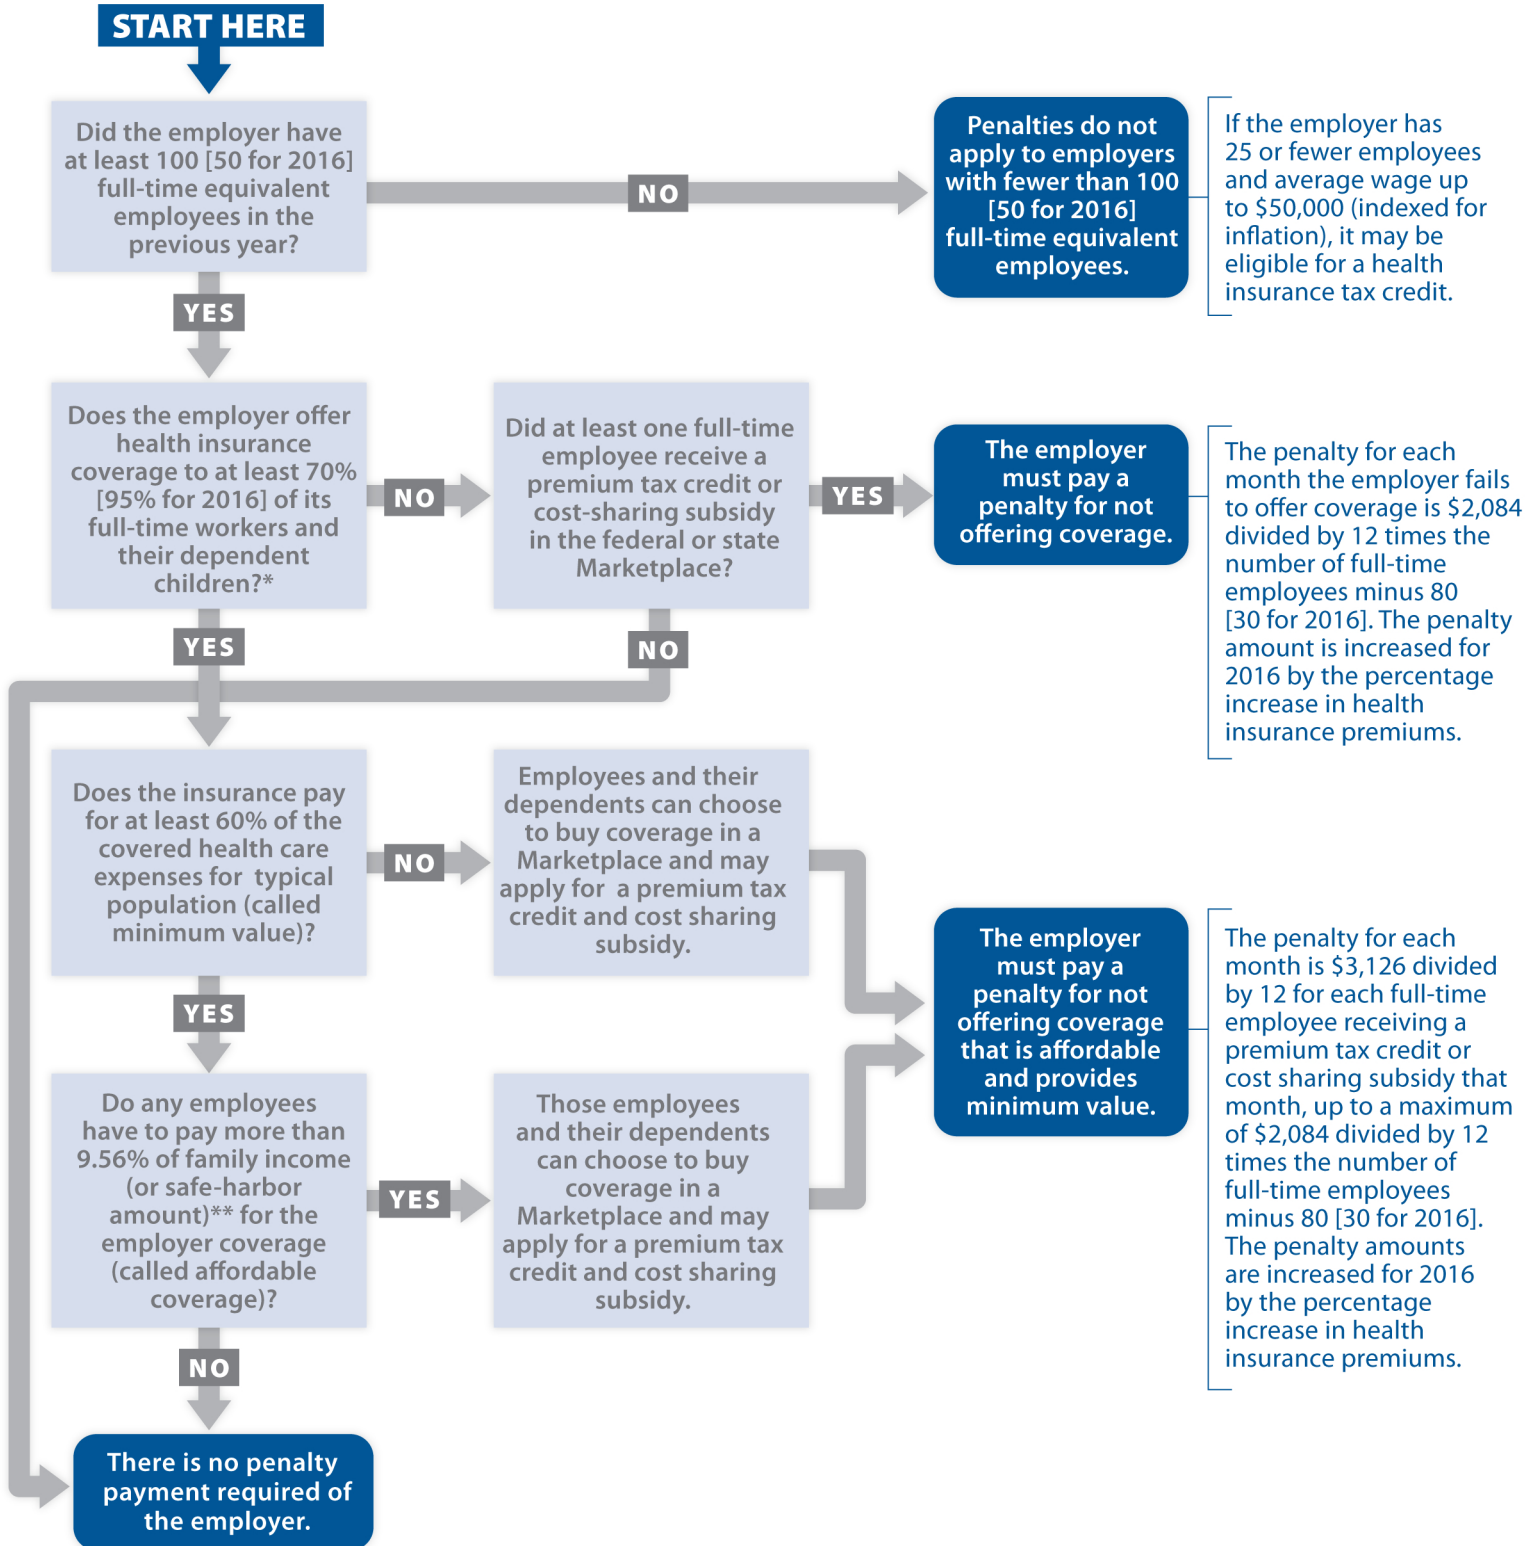 START HERE
Did the employer have
at least 100 [50 for 2016]
full-time equivalent
employees in the
previous year?
NO
Penalties do not
apply to employers
with fewer than 100
[50 for 2016]
full-time equivalent
employees.
If the employer has
25 or fewer employees
and average wage up
to $50,000 (indexed for
inflation), it may be
eligible for a health
insurance tax credit.
YES
Does the employer offer
health insurance
coverage to at least 70%
[95% for 2016] of its
full-time workers and
their dependent
children?*
NO
Did at least one full-time
employee receive a
premium tax credit or
cost-sharing subsidy
in the federal or state
Marketplace?
YES
The employer
must pay a
penalty for not
offering coverage.
The penalty for each
month the employer fails
to offer coverage is $2,084
divided by 12 times the
number of full-time
employees minus 80
[30 for 2016]. The penalty
amount is increased for
2016 by the percentage
increase in health
insurance premiums.
YES
NO
Does the insurance pay
for at least 60% of the
covered health care
expenses for typical
population (called
minimum value)?
NO
Employees and their
dependents can choose
to buy coverage in a
Marketplace and may
apply for a premium tax
credit and cost sharing
subsidy.
The employer
must pay a
penalty for not
offering coverage
that is affordable
and provides
minimum value.
The penalty for each
month is $3,126 divided
by 12 for each full-time
employee receiving a
premium tax credit or
cost sharing subsidy that
month, up to a maximum
of $2,084 divided by 12
times the number of
full-time employees
minus 80 [30 for 2016].
The penalty amounts
are increased for 2016
by the percentage
increase in health
insurance premiums.
YES
Do any employees
have to pay more than
9.56% of family income
(or safe-harbor
amount)** for the
employer coverage
(called affordable
coverage)?
YES
Those employees
and their dependents
can choose to buy
coverage in a
Marketplace and may
apply for a premium tax
credit and cost sharing
subsidy.
NO
There is no penalty
payment required of
the employer.